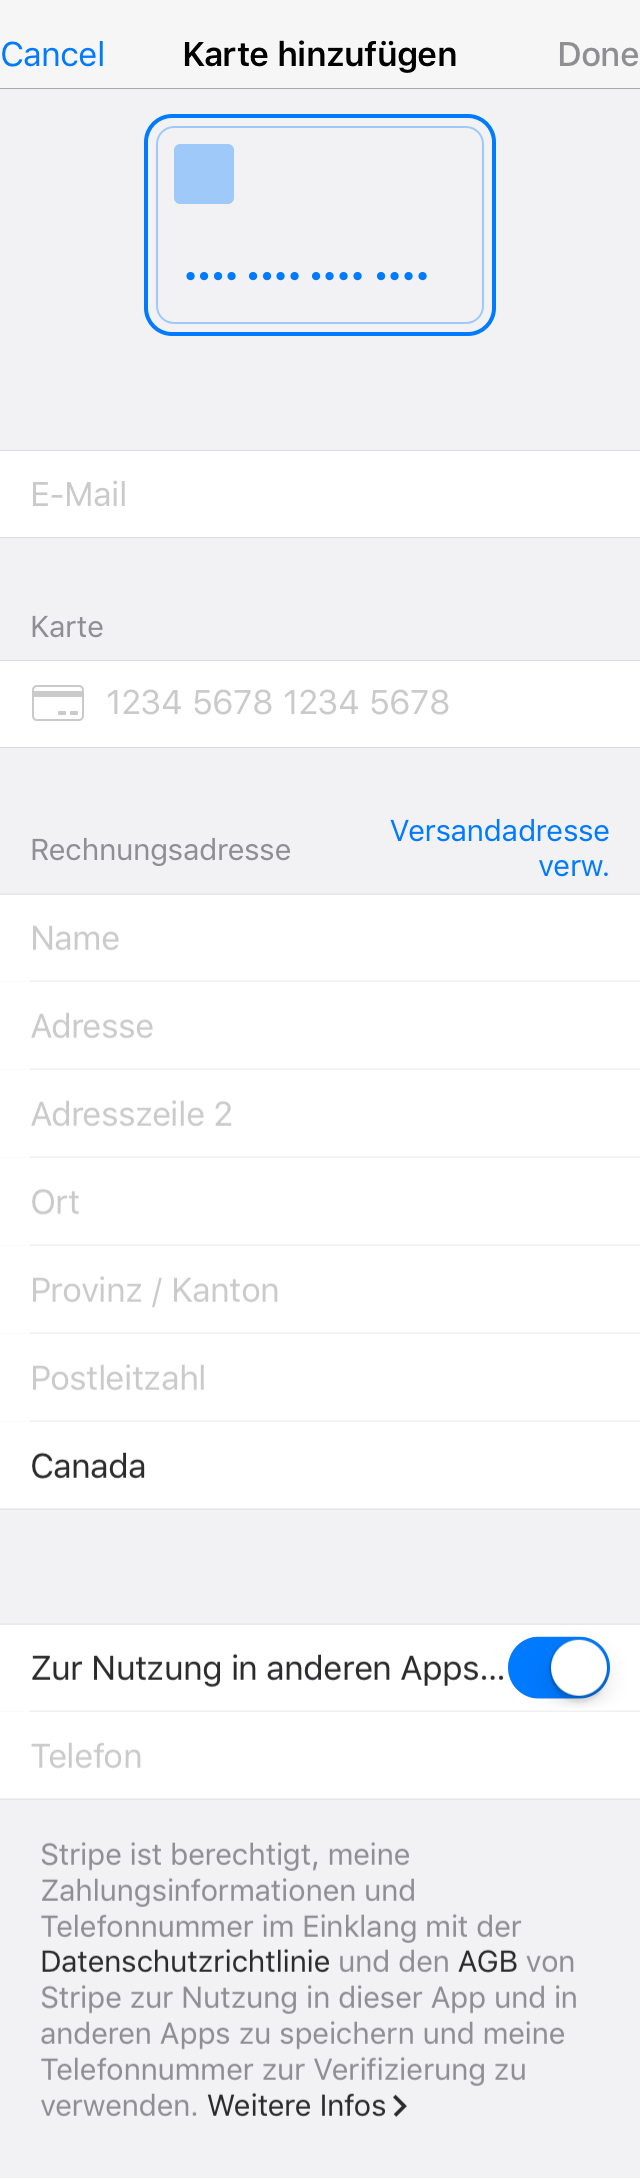 Cancel Karte hinzufügen Done
•••• •••• •••• ••••
E-Mail
Karte
1234 5678 1234 5678
Rechnungsadresse
Versandadresse
verw.
Name
Adresse
Adresszeile 2
Ort
Provinz / Kanton
Postleitzahl
Canada
Zur Nutzung in anderen Apps...
Telefon
Stripe ist berechtigt, meine
Zahlungsinformationen und
Telefonnummer im Einklang mit der
Datenschutzrichtlinie und den AGB von
Stripe zur Nutzung in dieser App und in
anderen Apps zu speichern und meine
Telefonnummer zur Verifizierung zu
verwenden. Weitere Infos